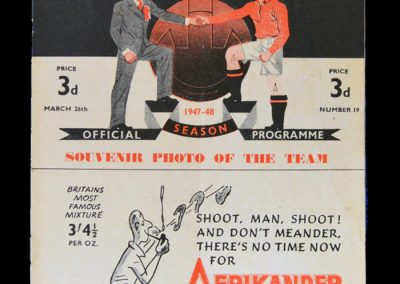 PRICE
3d
MARCH 26th
PRICE
3d
NUMBER 19
1947-48
OFFICIAL SEASON PROGRAMME
SOUVENIR PHOTO OF THE TEAM
BRITAINS
MOST
FAMOUS
MIXTURE
3/4½
PER OZ.
SHOOT, MAN, SHOOT!
AND DON'T MEANDER,
THERE'S NO TIME NOW
FOR
AFRIKANDER